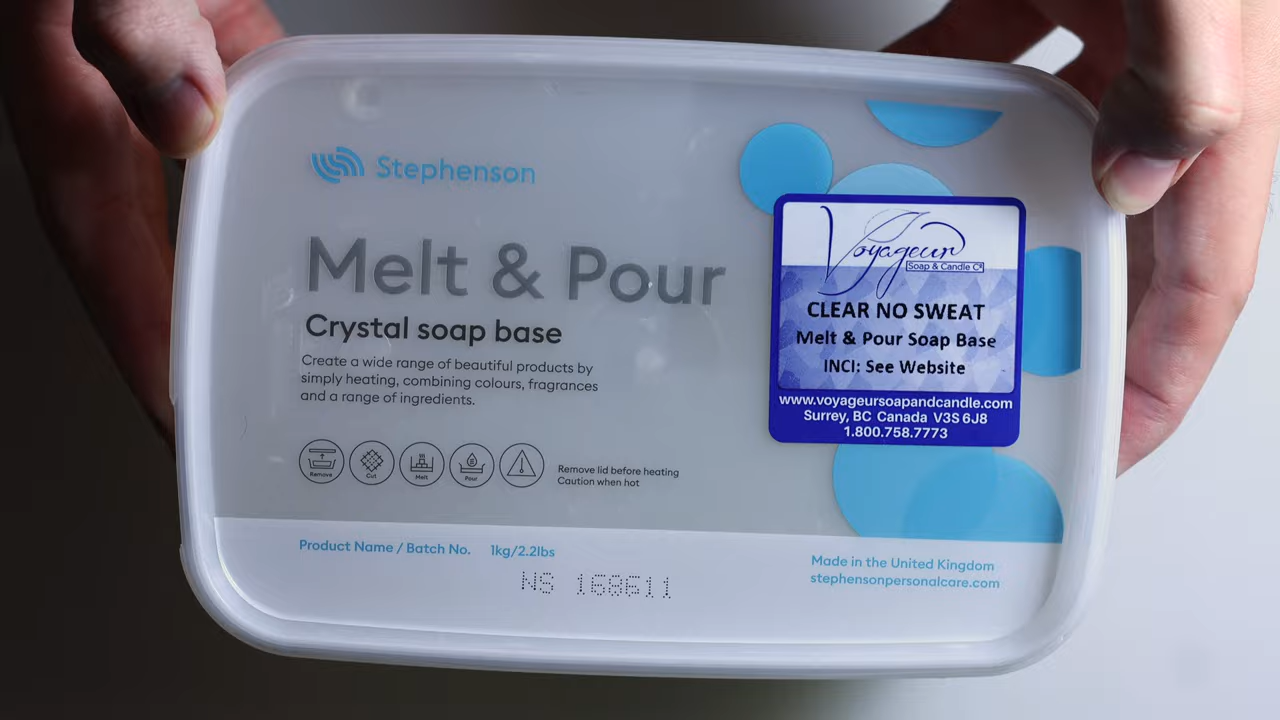 Stephenson
Melt & Pour
Crystal soap base
Create a wide range of beautiful products by
simply heating, combining colours, fragrances
and a range of ingredients.
Remove
Cut
Melt
Pour
Remove lid before heating
Caution when hot
Product Name / Batch No. 1kg/2.2lbs
NS 168611
Voyageur
Soap & Candle Cº
CLEAR NO SWEAT
Melt & Pour Soap Base
INCI: See Website
www.voyageursoapandcandle.com
Surrey, BC Canada V3S 6J8
1.800.758.7773
Made in the United Kingdom
stephensonpersonalcare.com